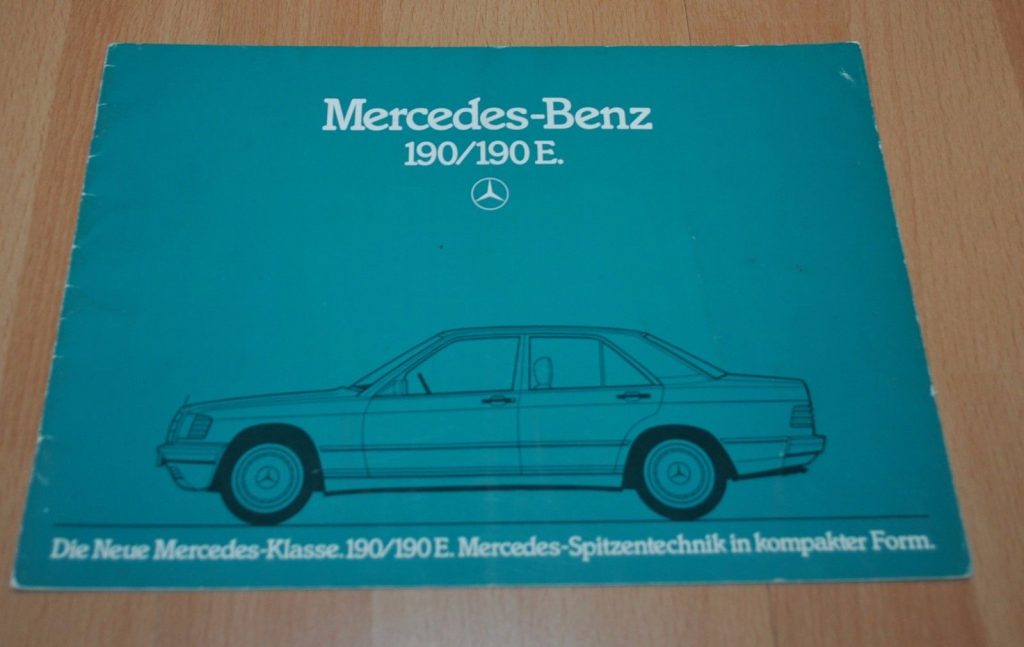 Mercedes-Benz
190/190 E.
Die Neue Mercedes-Klasse. 190/190 E. Mercedes-Spitzentechnik in kompakter Form.